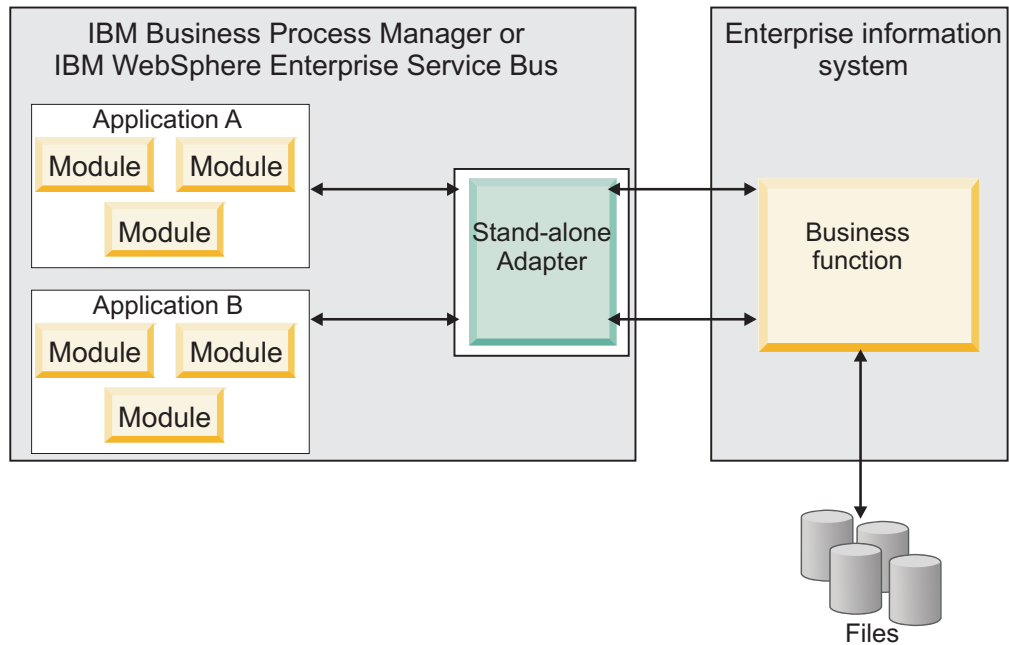 IBM Business Process Manager or
IBM WebSphere Enterprise Service Bus
Application A
Module
Module
Module
Application B
Module
Module
Module
Stand-alone
Adapter
Enterprise information
system
Business
function
Files